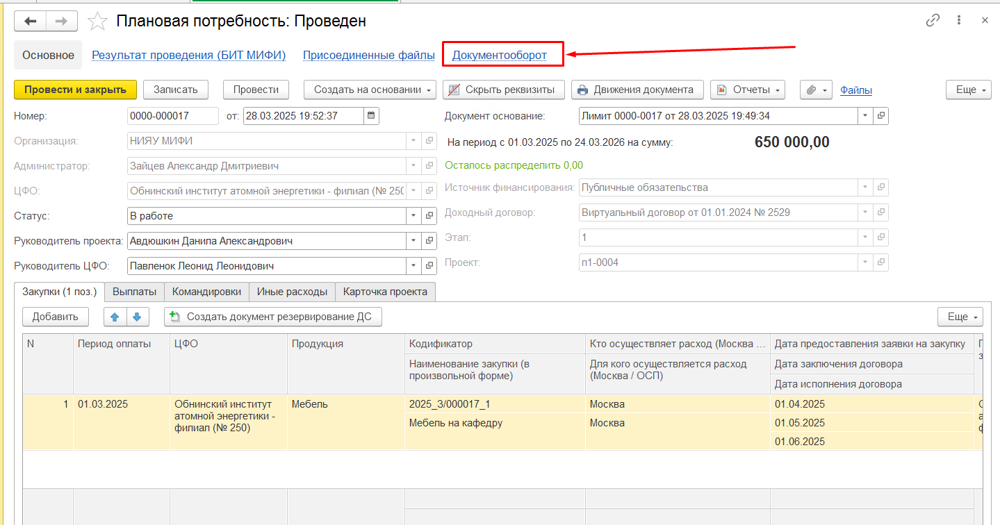 Плановая потребность: Проведен
Основное Результат проведения (БИТ МИФИ) Присоединенные файлы Документооборот
Провести и закрыть Записать Провести Создать на основании Скрыть реквизиты Движения документа Отчеты Файлы Еще
Номер: 0000-000017 от: 28.03.2025 19:52:37 Документ основание: Лимит 0000-0017 от 28.03.2025 19:49:34
Организация: НИЯУ МИФИ На период с 01.03.2025 по 24.03.2026 на сумму: 650 000,00
Администратор: Зайцев Александр Дмитриевич Осталось распределить 0,00
ЦФО: Обнинский институт атомной энергетики - филиал (№ 250 Источник финансирования: Публичные обязательства
Статус: В работе Доходный договор: Виртуальный договор от 01.01.2024 № 2529
Руководитель проекта: Авдюшкин Данила Александрович Этап: 1
Руководитель ЦФО: Павленок Леонид Леонидович Проект: п1-0004
Закупки (1 поз.) Выплаты Командировки Иные расходы Карточка проекта
Добавить Создать документ резервирование ДС Еще
N Период оплаты ЦФО Продукция Кодификатор Кто осуществляет расход (Москва ... Дата предоставления заявки на закупку
Наименование закупки (в произвольной форме) Для кого осуществляется расход (Москва / ОСП) Дата заключения договора
Дата исполнения договора
1 01.03.2025 Обнинский институт атомной энергетики - филиал (№ 250) Мебель 2025_3/000017_1 Москва 01.04.2025
Мебель на кафедру Москва 01.05.2025
01.06.2025